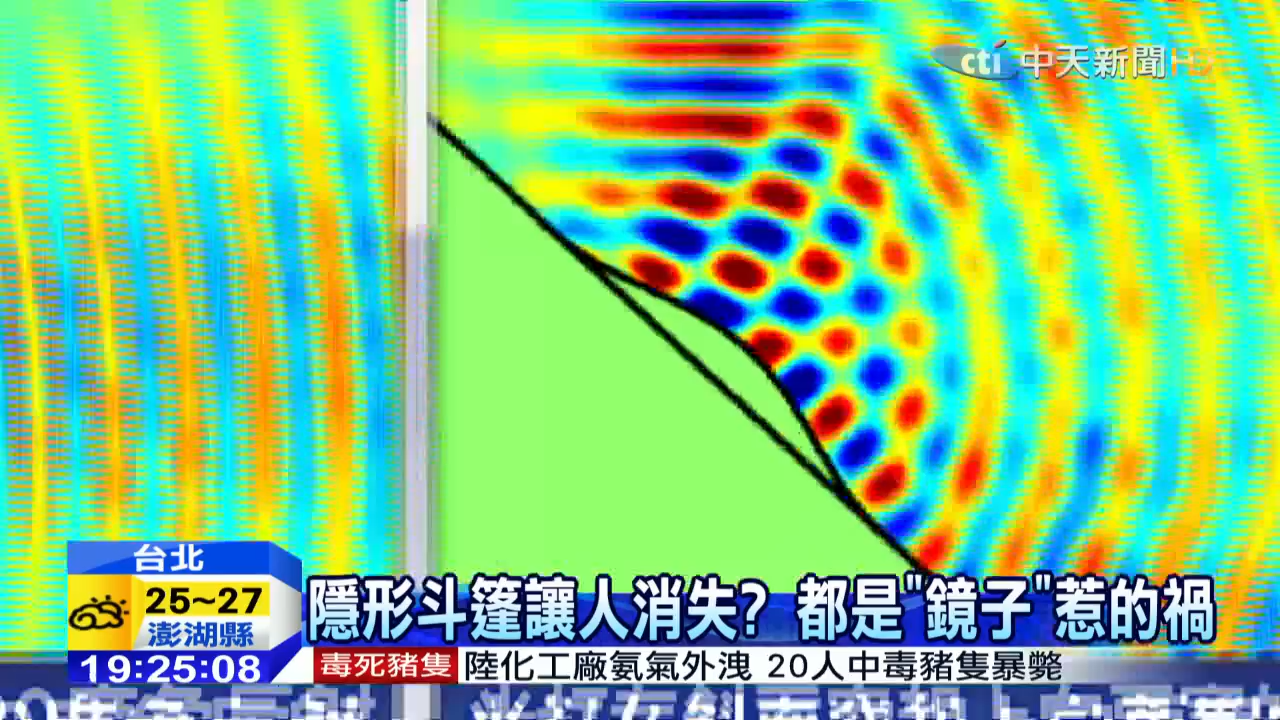 cti 中天新聞 HD
台北
25~27
澎湖縣
19:25:08
隱形斗篷讓人消失? 都是"鏡子"惹的禍
毒死豬隻 陸化工廠氨氣外洩 20人中毒豬隻暴斃